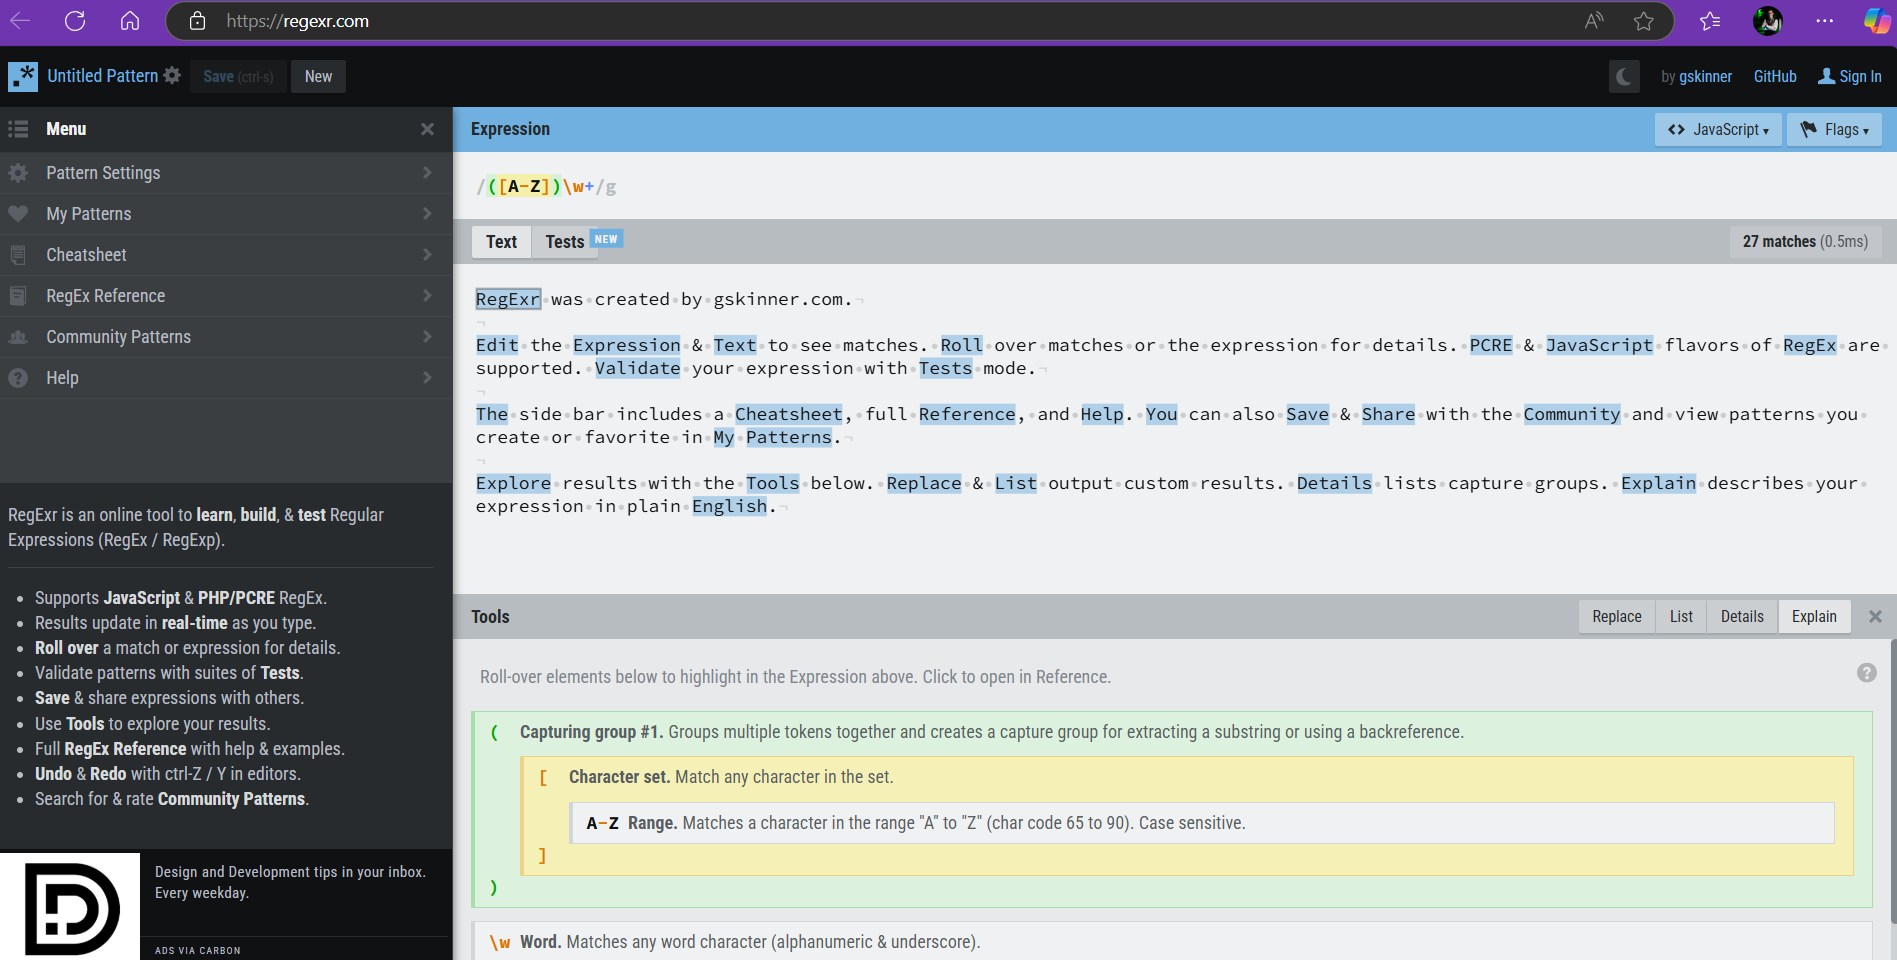 https://regexr.com
Untitled Pattern
Save (ctrl-s)
New
by gskinner
GitHub
Sign In
Menu
Pattern Settings
My Patterns
Cheatsheet
RegEx Reference
Community Patterns
Help
RegExr is an online tool to learn, build, & test Regular
Expressions (RegEx / RegExp).
Supports JavaScript & PHP/PCRE RegEx.
Results update in real-time as you type.
Roll over a match or expression for details.
Validate patterns with suites of Tests.
Save & share expressions with others.
Use Tools to explore your results.
Full RegEx Reference with help & examples.
Undo & Redo with ctrl-Z / Y in editors.
Search for & rate Community Patterns.
Design and Development tips in your inbox.
Every weekday.
ADS VIA CARBON
Expression
JavaScript
Flags
/([A-Z])\w+/g
Text
Tests NEW
27 matches (0.5ms)
RegExr was created by gskinner.com.
Edit the Expression & Text to see matches. Roll over matches or the expression for details. PCRE & JavaScript flavors of RegEx are
supported. Validate your expression with Tests mode.
The side bar includes a Cheatsheet, full Reference, and Help. You can also Save & Share with the Community and view patterns you
create or favorite in My Patterns.
Explore results with the Tools below. Replace & List output custom results. Details lists capture groups. Explain describes your
expression in plain English.
Tools
Replace
List
Details
Explain
Roll-over elements below to highlight in the Expression above. Click to open in Reference.
( Capturing group #1. Groups multiple tokens together and creates a capture group for extracting a substring or using a backreference.
[ Character set. Match any character in the set.
A-Z Range. Matches a character in the range "A" to "Z" (char code 65 to 90). Case sensitive.
]
)
\w Word. Matches any word character (alphanumeric & underscore).